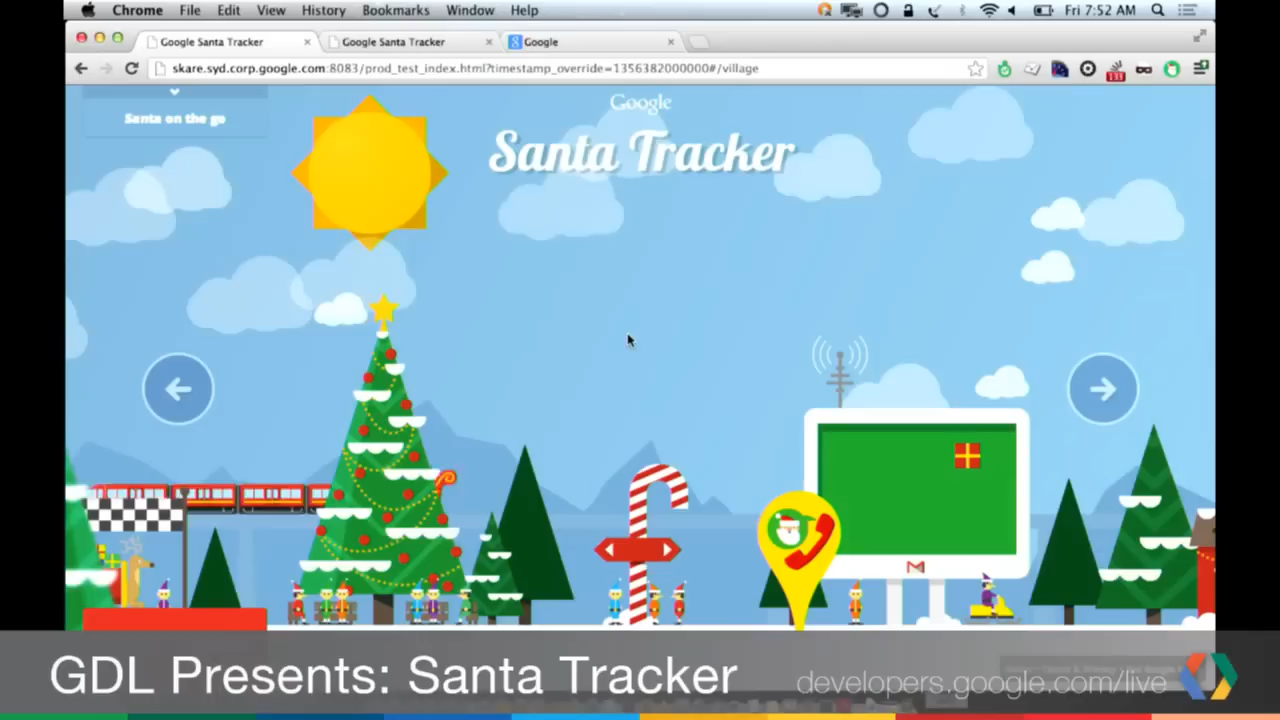 Chrome File Edit View History Bookmarks Window Help Fri 7:52 AM
Google Santa Tracker Google Santa Tracker Google
skare.syd.corp.google.com:8083/prod_test_index.html?timestamp_override=1356382000000#/village
133
Santa on the go
Google
Santa Tracker
GDL Presents: Santa Tracker
developers.google.com/live